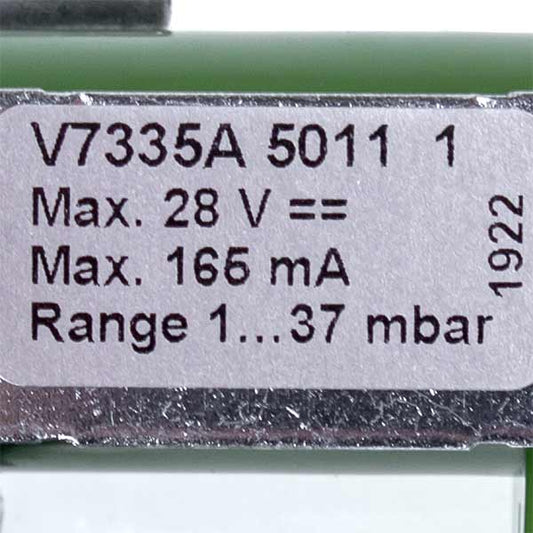 V7335A 5011 1
Max. 28 V ==
Max. 165 mA
Range 1...37 mbar
1922